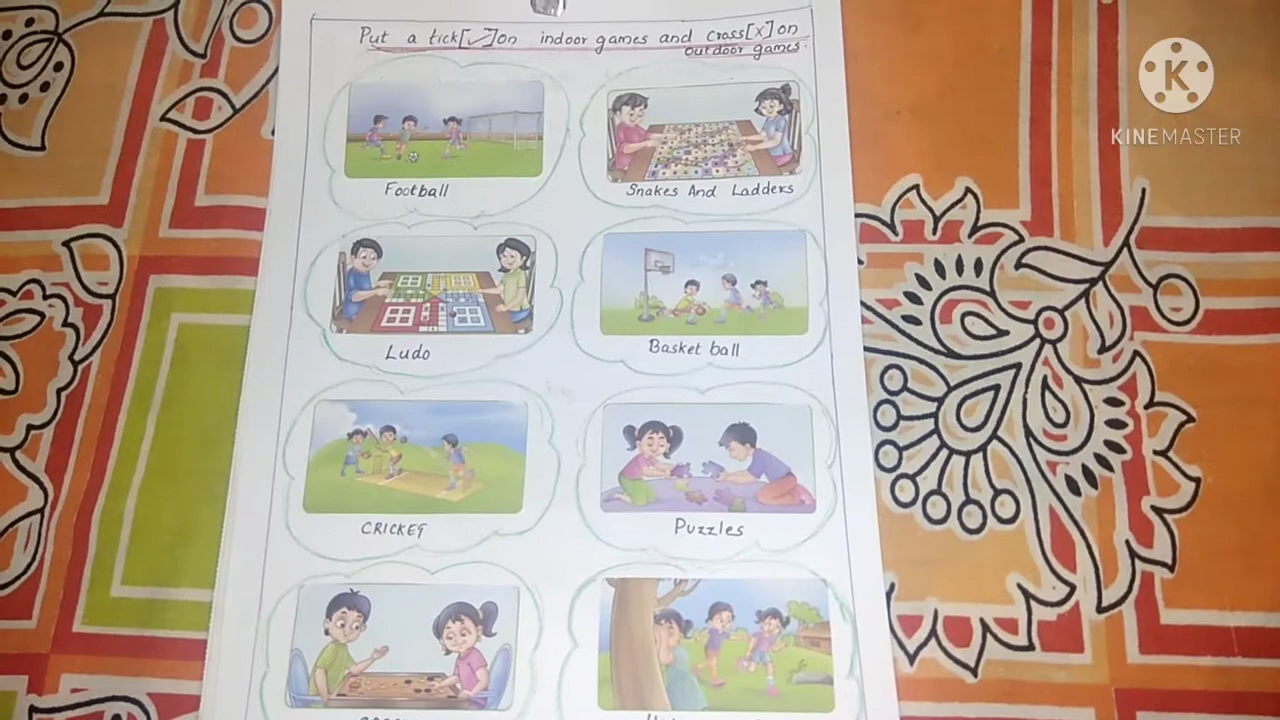 Put a tick[✓]on indoor games and cross[x]on
outdoor games.
K
KINEMASTER
Football
Snakes And Ladders
Ludo
Basket ball
CRICKET
Puzzles